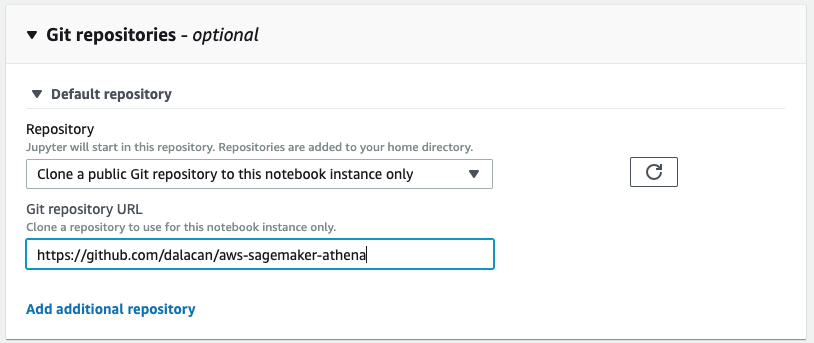 Git repositories - optional
Default repository
Repository
Jupyter will start in this repository. Repositories are added to your home directory.
Clone a public Git repository to this notebook instance only
Git repository URL
Clone a repository to use for this notebook instance only.
https://github.com/dalacan/aws-sagemaker-athena
Add additional repository